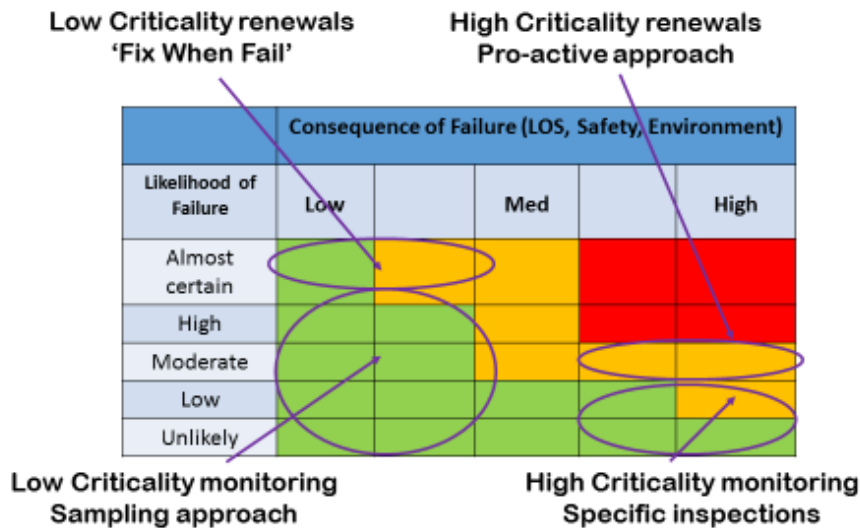 Low Criticality renewals
‘Fix When Fail’
High Criticality renewals
Pro-active approach
Consequence of Failure (LOS, Safety, Environment)
Likelihood of
Failure
Low
Med
High
Almost
certain
High
Moderate
Low
Unlikely
Low Criticality monitoring
Sampling approach
High Criticality monitoring
Specific inspections